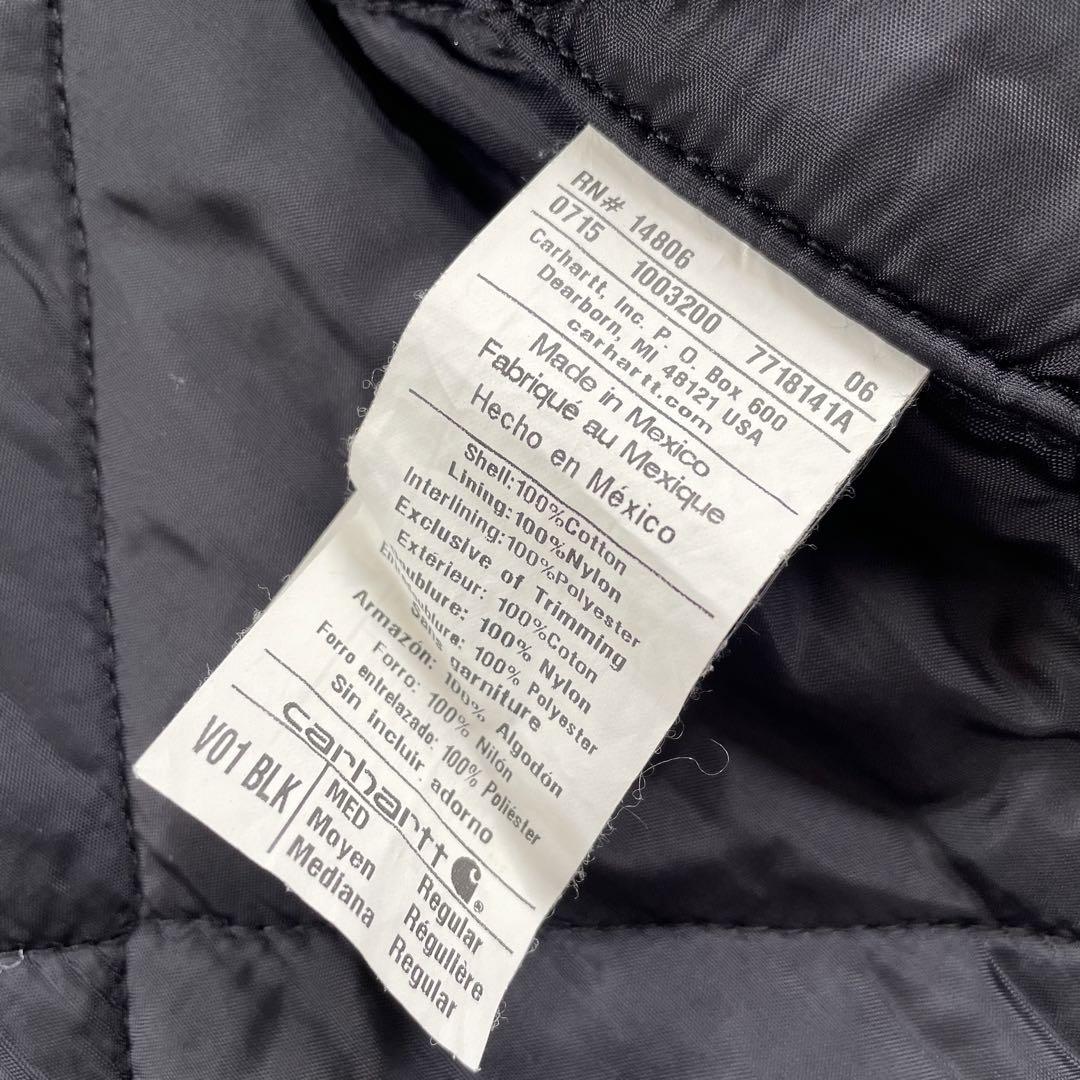 RN# 14806 06
0715 1003200 7718141A
Carhartt, Inc. P. O. Box 600
Dearborn, MI 48121 USA
carhartt.com
Made in Mexico
Fabriqué au Mexique
Hecho en México
Shell:100%Cotton
Lining:100%Nylon
Interlining:100%Polyester
Exclusive of Trimming
Extérieur: 100%Coton
100% Nylon
100% Polyester
Sans garniture
Armazón: 100% Algodón
Forro: 100% Nilón
Forro entrelazado: 100% Poliéster
Sin incluir adorno
carhartt
V01 BLK
MED Regular
Moyen Régulière
Mediana Regular